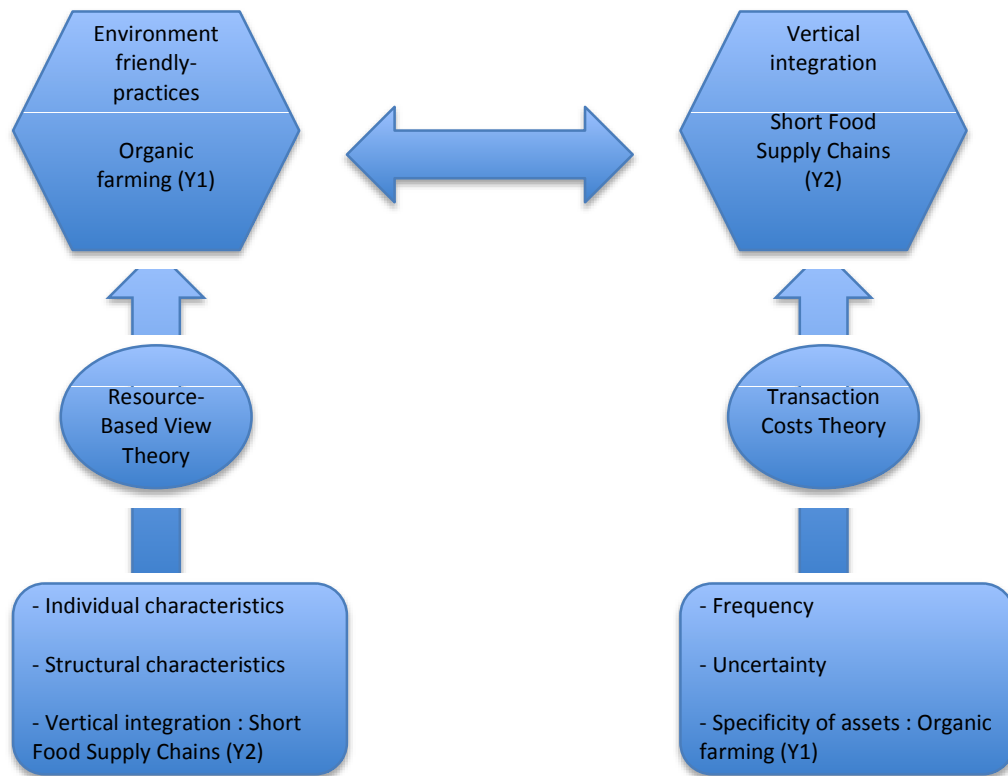 Environment
friendly-
practices
Organic
farming (Y1)
Vertical
integration
Short Food
Supply Chains
(Y2)
Resource-
Based View
Theory
Transaction
Costs Theory
- Individual characteristics
- Structural characteristics
- Vertical integration : Short
Food Supply Chains (Y2)
- Frequency
- Uncertainty
- Specificity of assets : Organic
farming (Y1)